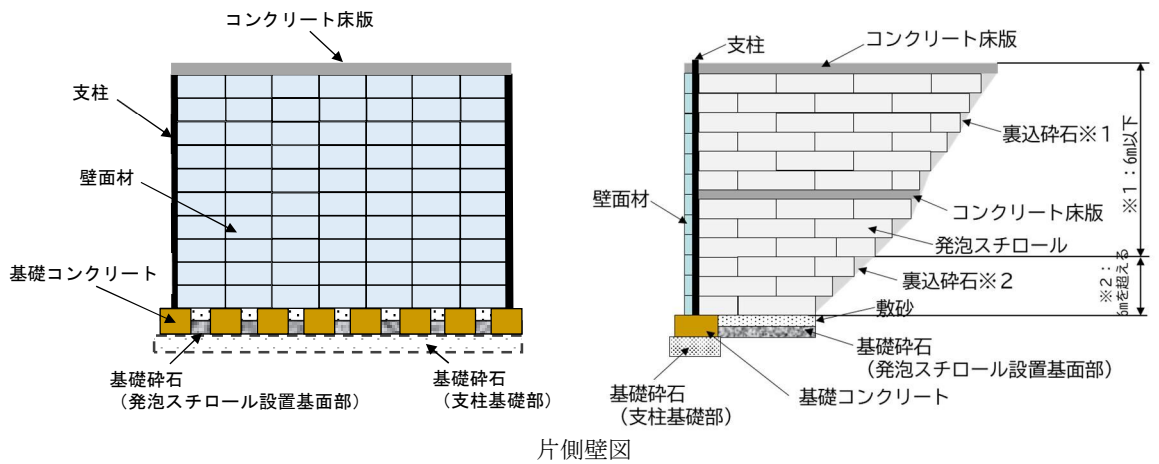 コンクリート床版
支柱
壁面材
基礎コンクリート
基礎砕石
（発泡スチロール設置基面部）
基礎砕石
（支柱基礎部）
支柱
コンクリート床版
裏込砕石※1
※1：6m以下
壁面材
コンクリート床版
発泡スチロール
裏込砕石※2
※2：
6mを超える
敷砂
基礎砕石
（発泡スチロール設置基面部）
基礎コンクリート
基礎砕石
（支柱基礎部）
片側壁図